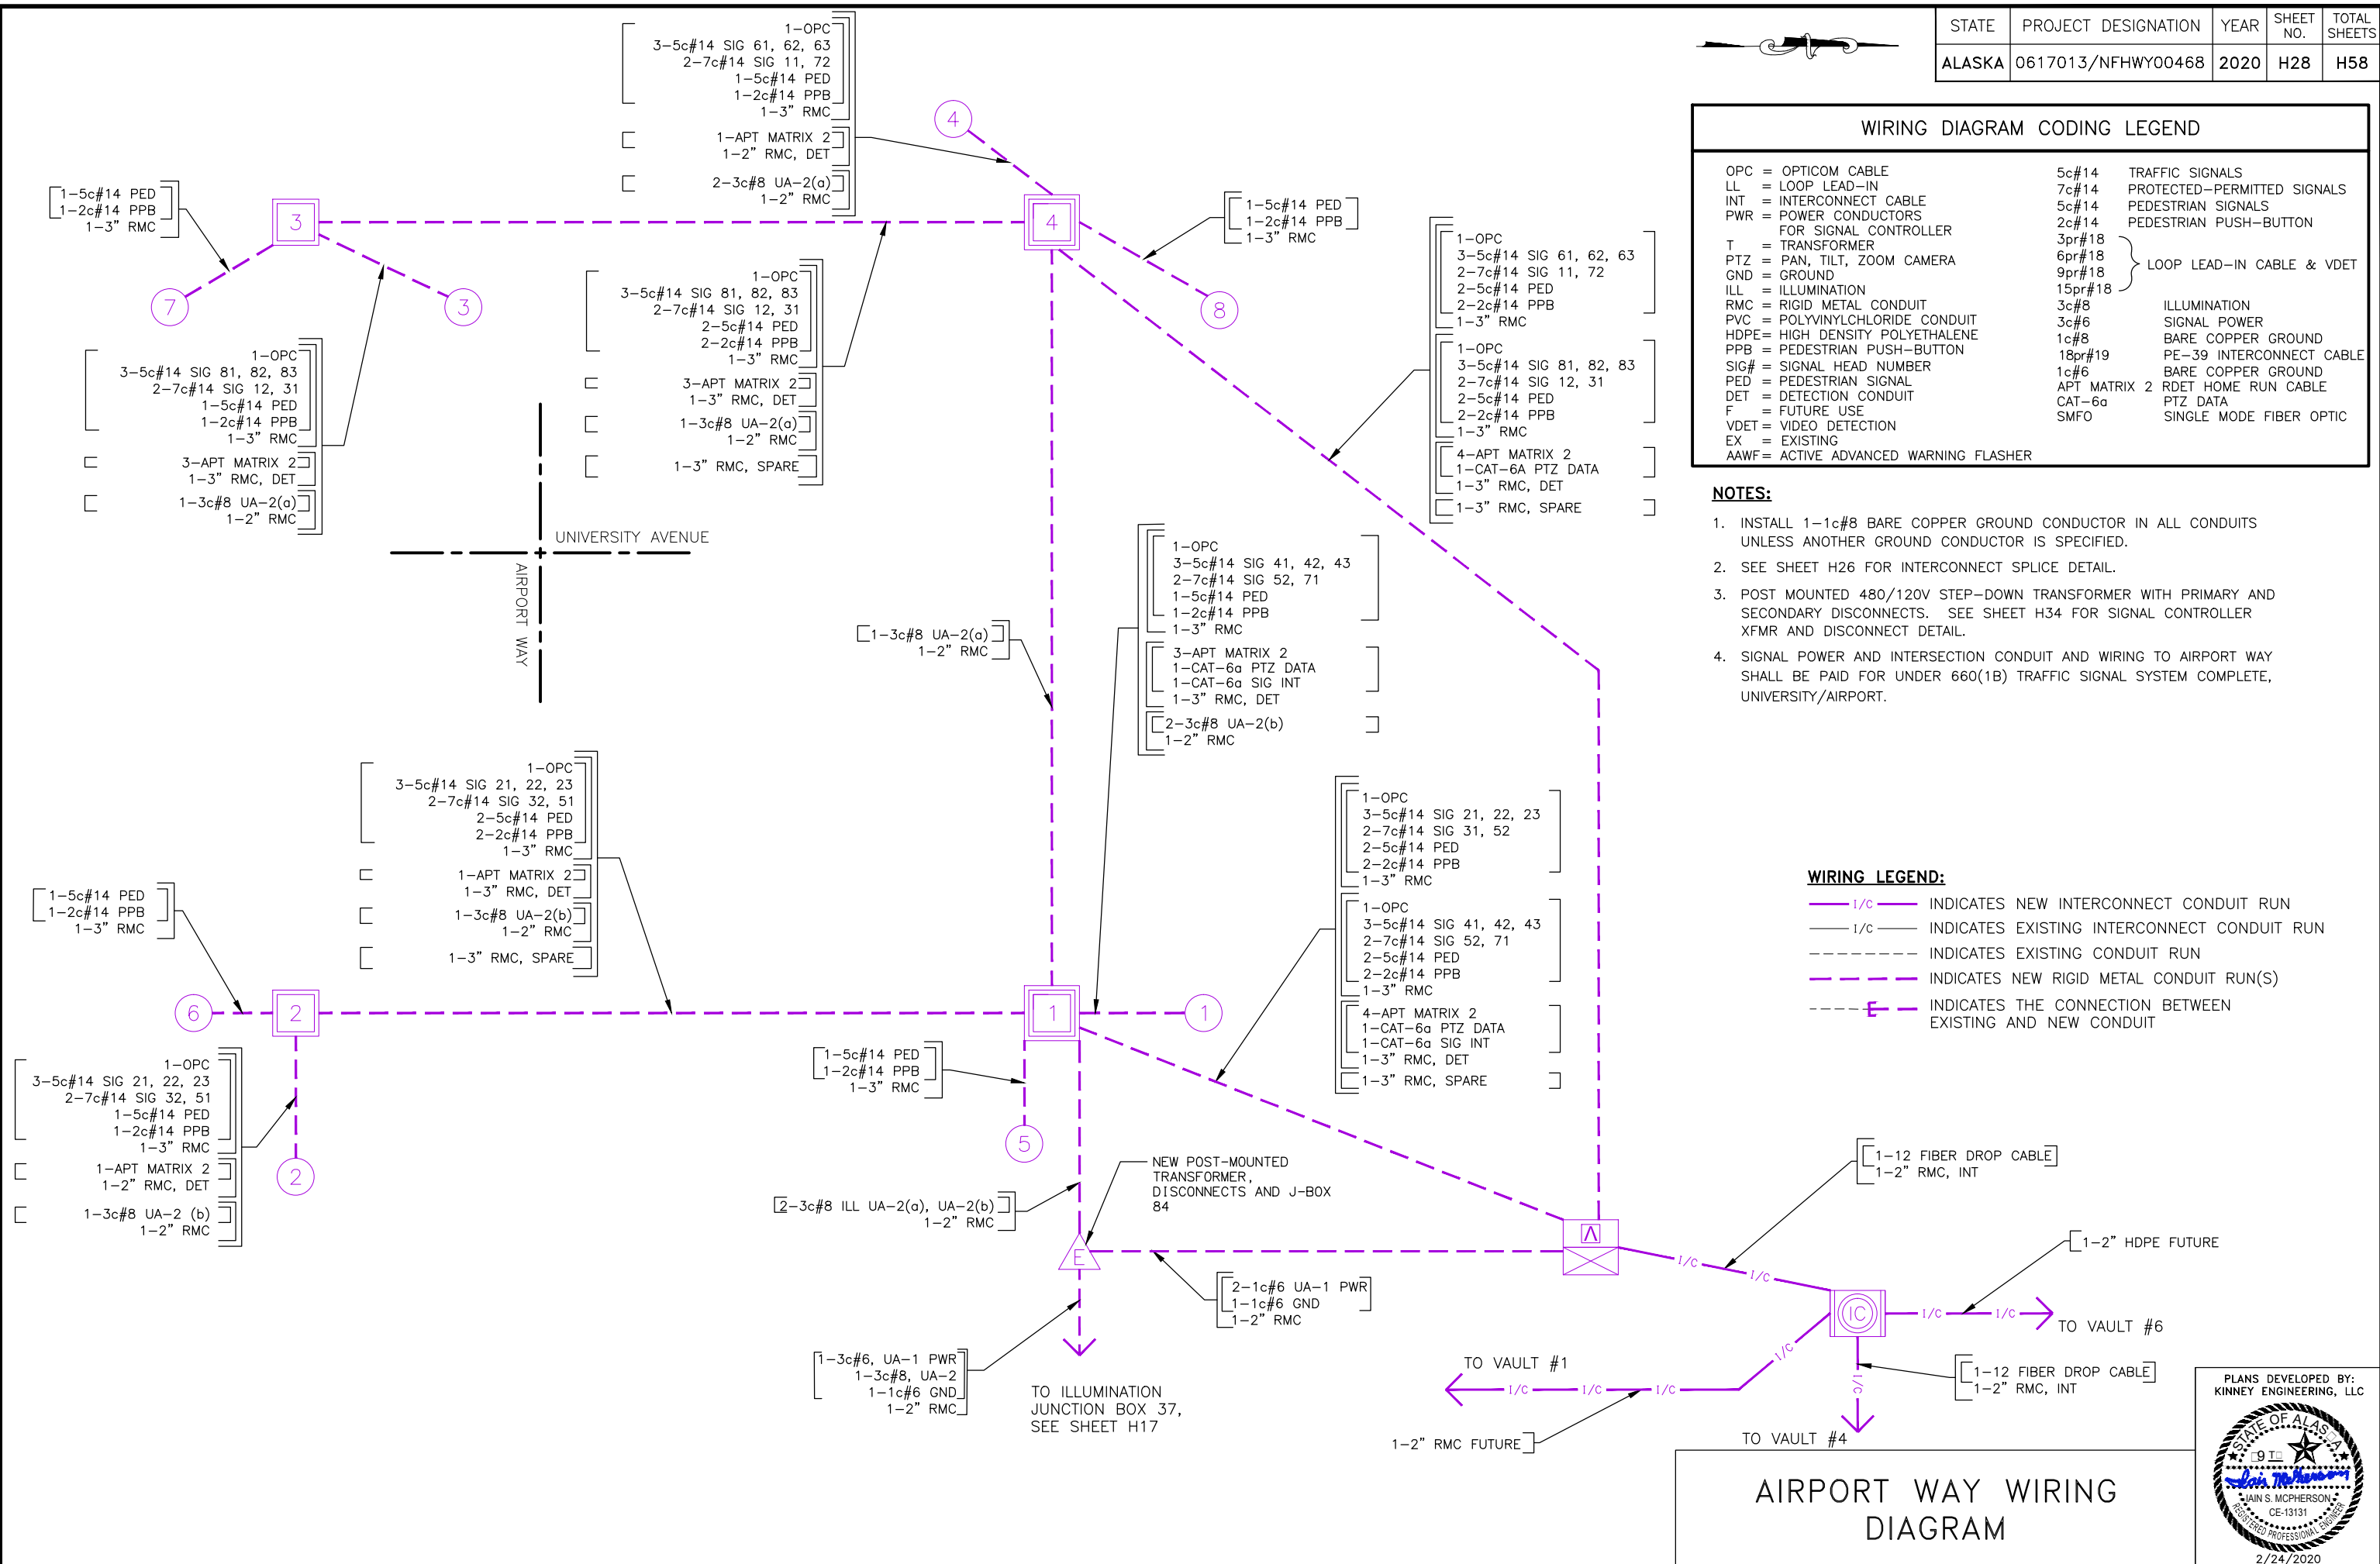 STATE PROJECT DESIGNATION YEAR SHEET NO. TOTAL SHEETS
ALASKA 0617013/NFHWY00468 2020 H28 H58
1-OPC
3-5c#14 SIG 61, 62, 63
2-7c#14 SIG 11, 72
1-5c#14 PED
1-2c#14 PPB
1-3" RMC
1-APT MATRIX 2
1-2" RMC, DET
2-3c#8 UA-2(a)
1-2" RMC
4
1-5c#14 PED
1-2c#14 PPB
1-3" RMC
3
4
7
3
1-5c#14 PED
1-2c#14 PPB
1-3" RMC
8
1-OPC
3-5c#14 SIG 81, 82, 83
2-7c#14 SIG 12, 31
1-5c#14 PED
1-2c#14 PPB
1-3" RMC
3-APT MATRIX 2
1-3" RMC, DET
1-3c#8 UA-2(a)
1-2" RMC
1-OPC
3-5c#14 SIG 81, 82, 83
2-7c#14 SIG 12, 31
2-5c#14 PED
2-2c#14 PPB
1-3" RMC
3-APT MATRIX 2
1-3" RMC, DET
1-3c#8 UA-2(a)
1-2" RMC
1-3" RMC, SPARE
1-OPC
3-5c#14 SIG 61, 62, 63
2-7c#14 SIG 11, 72
2-5c#14 PED
2-2c#14 PPB
1-3" RMC
1-OPC
3-5c#14 SIG 81, 82, 83
2-7c#14 SIG 12, 31
2-5c#14 PED
2-2c#14 PPB
1-3" RMC
4-APT MATRIX 2
1-CAT-6A PTZ DATA
1-3" RMC, DET
1-3" RMC, SPARE
WIRING DIAGRAM CODING LEGEND
OPC = OPTICOM CABLE
LL = LOOP LEAD-IN
INT = INTERCONNECT CABLE
PWR = POWER CONDUCTORS
FOR SIGNAL CONTROLLER
T = TRANSFORMER
PTZ = PAN, TILT, ZOOM CAMERA
GND = GROUND
ILL = ILLUMINATION
RMC = RIGID METAL CONDUIT
PVC = POLYVINYLCHLORIDE CONDUIT
HDPE= HIGH DENSITY POLYETHALENE
PPB = PEDESTRIAN PUSH-BUTTON
SIG# = SIGNAL HEAD NUMBER
PED = PEDESTRIAN SIGNAL
DET = DETECTION CONDUIT
F = FUTURE USE
VDET = VIDEO DETECTION
EX = EXISTING
AAWF= ACTIVE ADVANCED WARNING FLASHER
5c#14 TRAFFIC SIGNALS
7c#14 PROTECTED-PERMITTED SIGNALS
5c#14 PEDESTRIAN SIGNALS
2c#14 PEDESTRIAN PUSH-BUTTON
3pr#18
6pr#18
9pr#18
15pr#18
LOOP LEAD-IN CABLE & VDET
3c#8 ILLUMINATION
3c#6 SIGNAL POWER
1c#8 BARE COPPER GROUND
18pr#19 PE-39 INTERCONNECT CABLE
1c#6 BARE COPPER GROUND
APT MATRIX 2 RDET HOME RUN CABLE
CAT-6a PTZ DATA
SMFO SINGLE MODE FIBER OPTIC
NOTES:
1. INSTALL 1-1c#8 BARE COPPER GROUND CONDUCTOR IN ALL CONDUITS
UNLESS ANOTHER GROUND CONDUCTOR IS SPECIFIED.
2. SEE SHEET H26 FOR INTERCONNECT SPLICE DETAIL.
3. POST MOUNTED 480/120V STEP-DOWN TRANSFORMER WITH PRIMARY AND
SECONDARY DISCONNECTS. SEE SHEET H34 FOR SIGNAL CONTROLLER
XFMR AND DISCONNECT DETAIL.
4. SIGNAL POWER AND INTERSECTION CONDUIT AND WIRING TO AIRPORT WAY
SHALL BE PAID FOR UNDER 660(1B) TRAFFIC SIGNAL SYSTEM COMPLETE,
UNIVERSITY/AIRPORT.
UNIVERSITY AVENUE
AIRPORT WAY
1-3c#8 UA-2(a)
1-2" RMC
1-OPC
3-5c#14 SIG 41, 42, 43
2-7c#14 SIG 52, 71
1-5c#14 PED
1-2c#14 PPB
1-3" RMC
3-APT MATRIX 2
1-CAT-6a PTZ DATA
1-CAT-6a SIG INT
1-3" RMC, DET
2-3c#8 UA-2(b)
1-2" RMC
1-OPC
3-5c#14 SIG 21, 22, 23
2-7c#14 SIG 32, 51
2-5c#14 PED
2-2c#14 PPB
1-3" RMC
1-APT MATRIX 2
1-3" RMC, DET
1-3c#8 UA-2(b)
1-2" RMC
1-3" RMC, SPARE
1-OPC
3-5c#14 SIG 21, 22, 23
2-7c#14 SIG 31, 52
2-5c#14 PED
2-2c#14 PPB
1-3" RMC
1-OPC
3-5c#14 SIG 41, 42, 43
2-7c#14 SIG 52, 71
2-5c#14 PED
2-2c#14 PPB
1-3" RMC
4-APT MATRIX 2
1-CAT-6a PTZ DATA
1-CAT-6a SIG INT
1-3" RMC, DET
1-3" RMC, SPARE
WIRING LEGEND:
I/C INDICATES NEW INTERCONNECT CONDUIT RUN
I/C INDICATES EXISTING INTERCONNECT CONDUIT RUN
INDICATES EXISTING CONDUIT RUN
INDICATES NEW RIGID METAL CONDUIT RUN(S)
E INDICATES THE CONNECTION BETWEEN
EXISTING AND NEW CONDUIT
1-5c#14 PED
1-2c#14 PPB
1-3" RMC
6
2
1
1
1-OPC
3-5c#14 SIG 21, 22, 23
2-7c#14 SIG 32, 51
1-5c#14 PED
1-2c#14 PPB
1-3" RMC
1-APT MATRIX 2
1-2" RMC, DET
1-3c#8 UA-2 (b)
1-2" RMC
2
1-5c#14 PED
1-2c#14 PPB
1-3" RMC
5
NEW POST-MOUNTED
TRANSFORMER,
DISCONNECTS AND J-BOX
84
2-3c#8 ILL UA-2(a), UA-2(b)
1-2" RMC
E
Λ
2-1c#6 UA-1 PWR
1-1c#6 GND
1-2" RMC
1-3c#6, UA-1 PWR
1-3c#8, UA-2
1-1c#6 GND
1-2" RMC
TO ILLUMINATION
JUNCTION BOX 37,
SEE SHEET H17
1-12 FIBER DROP CABLE
1-2" RMC, INT
I/C I/C
1-2" HDPE FUTURE
IC
I/C I/C
TO VAULT #6
I/C
TO VAULT #1
I/C I/C I/C
1-2" RMC FUTURE
I/C
1-12 FIBER DROP CABLE
1-2" RMC, INT
TO VAULT #4
AIRPORT WAY WIRING
DIAGRAM
PLANS DEVELOPED BY:
KINNEY ENGINEERING, LLC
STATE OF ALAS A
9 T
Iain McPherson
IAIN S. MCPHERSON
CE-13131
REGISTERED PROFESSIONAL ENGINEER
2/24/2020